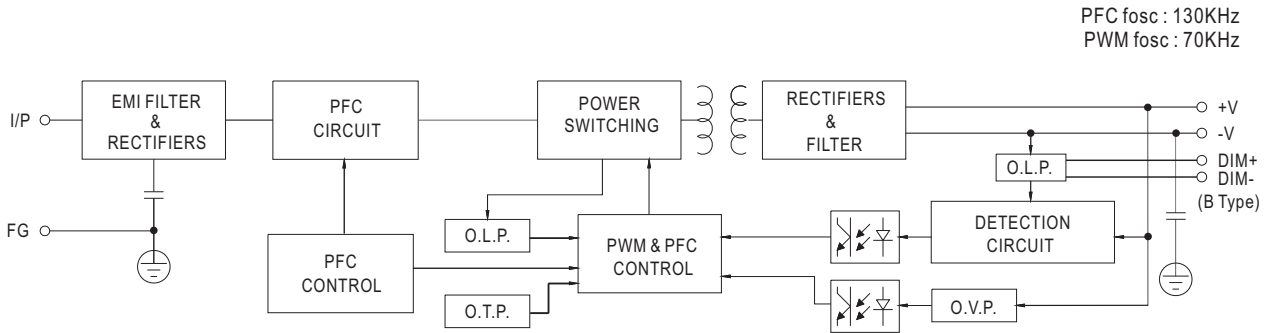 PFC fosc : 130KHz
PWM fosc : 70KHz
EMI FILTER
&
RECTIFIERS
PFC
CIRCUIT
POWER
SWITCHING
RECTIFIERS
&
FILTER
I/P
+V
-V
O.L.P.
DIM+
DIM-
(B Type)
FG
O.L.P.
PFC
CONTROL
PWM & PFC
CONTROL
DETECTION
CIRCUIT
O.T.P.
O.V.P.